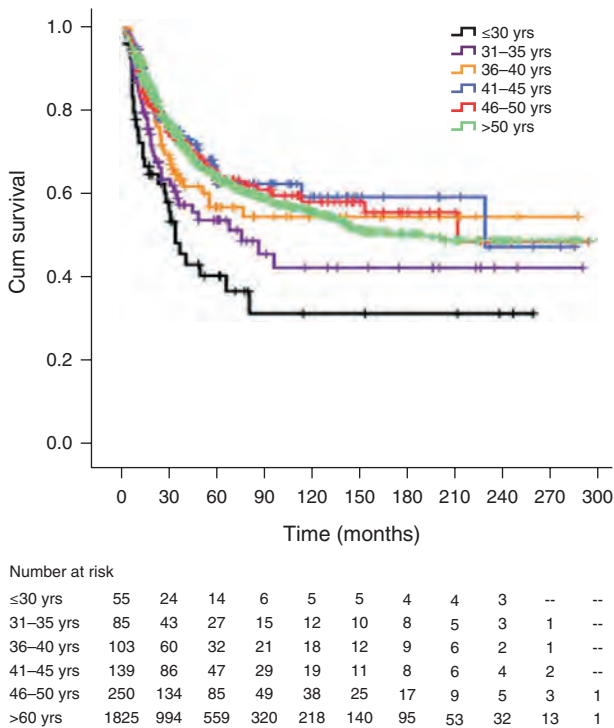 1.0
0.8
0.6
0.4
0.2
0.0
Cum survival
≤30 yrs
31–35 yrs
36–40 yrs
41–45 yrs
46–50 yrs
>50 yrs
0 30 60 90 120 150 180 210 240 270 300
Time (months)
Number at risk
≤30 yrs 55 24 14 6 5 5 4 4 3 -- --
31–35 yrs 85 43 27 15 12 10 8 5 3 1 --
36–40 yrs 103 60 32 21 18 12 9 6 2 1 --
41–45 yrs 139 86 47 29 19 11 8 6 4 2 --
46–50 yrs 250 134 85 49 38 25 17 9 5 3 1
>60 yrs 1825 994 559 320 218 140 95 53 32 13 1